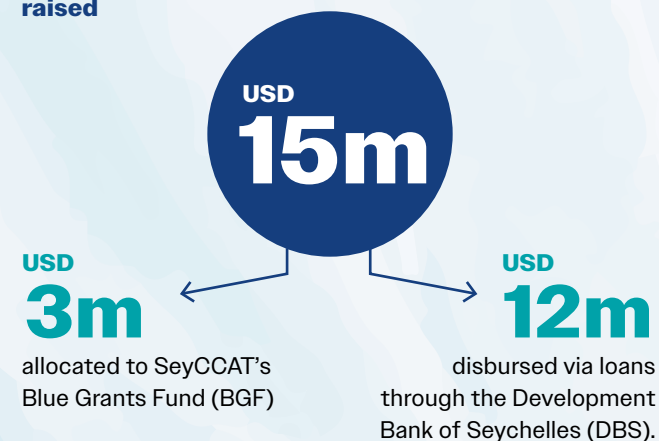 raised
USD
15m
USD
3m
allocated to SeyCCAT’s
Blue Grants Fund (BGF)
USD
12m
disbursed via loans
through the Development
Bank of Seychelles (DBS).